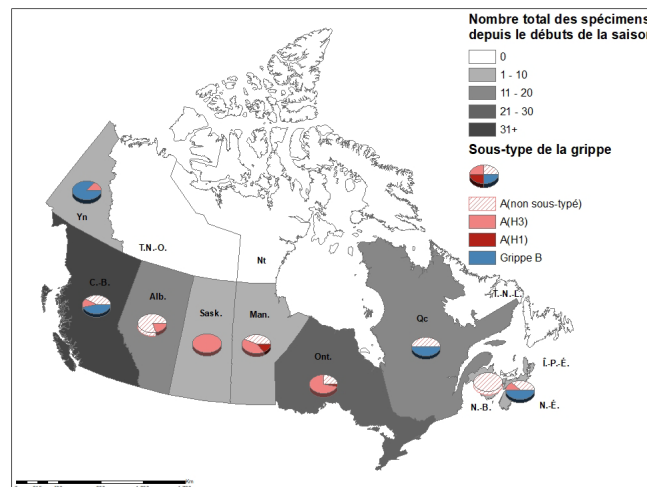 Nombre total des spécimens
depuis le débuts de la saison
0
1 - 10
11 - 20
21 - 30
31+
Sous-type de la grippe
A(non sous-typé)
A(H3)
A(H1)
Grippe B
Yn
T.N.-O.
Nt
C.-B.
Alb.
Sask.
Man.
Ont.
Qc
T.-N.-L.
Î.-P.-É.
N.-B.
N.-É.